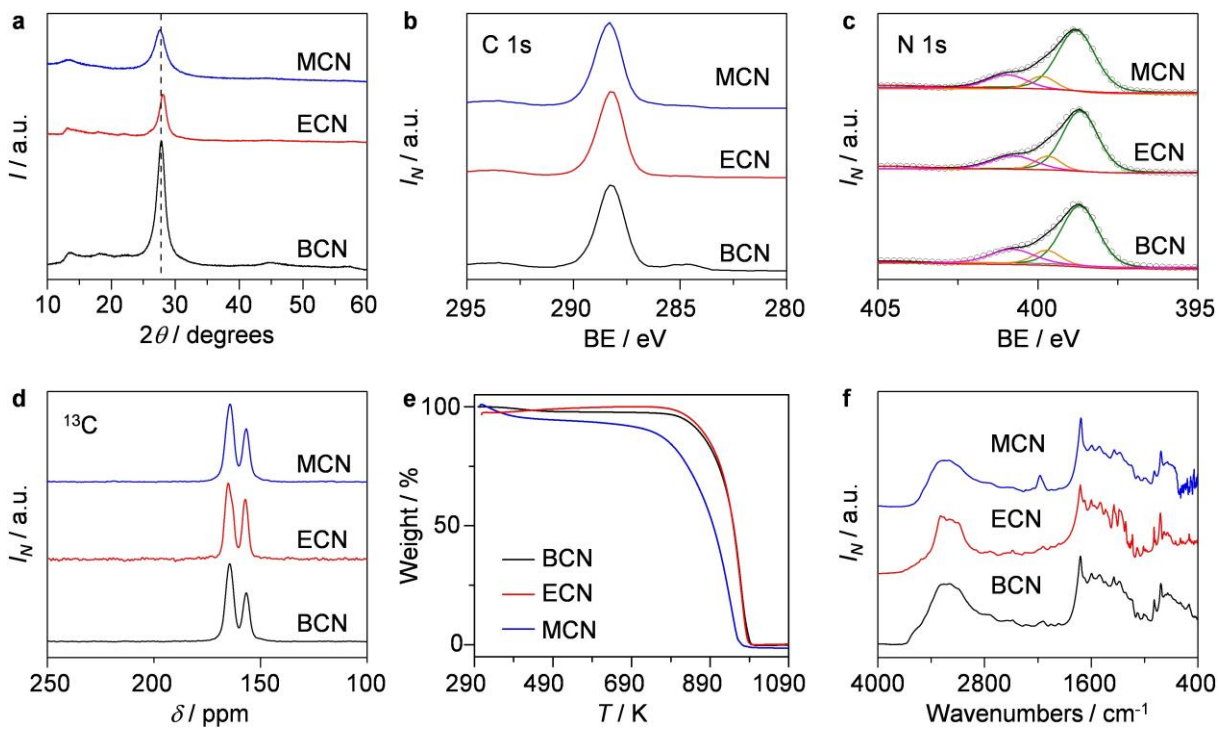 a
MCN
ECN
BCN
I / a.u.
10 20 30 40 50 60
2θ / degrees
b
C 1s
MCN
ECN
BCN
I_N / a.u.
295 290 285 280
BE / eV
c
N 1s
MCN
ECN
BCN
I_N / a.u.
405 400 395
BE / eV
d
¹³C
MCN
ECN
BCN
I_N / a.u.
250 200 150 100
δ / ppm
e
100
50
0
Weight / %
BCN
ECN
MCN
290 490 690 890 1090
T / K
f
MCN
ECN
BCN
I_N / a.u.
4000 2800 1600 400
Wavenumbers / cm⁻¹